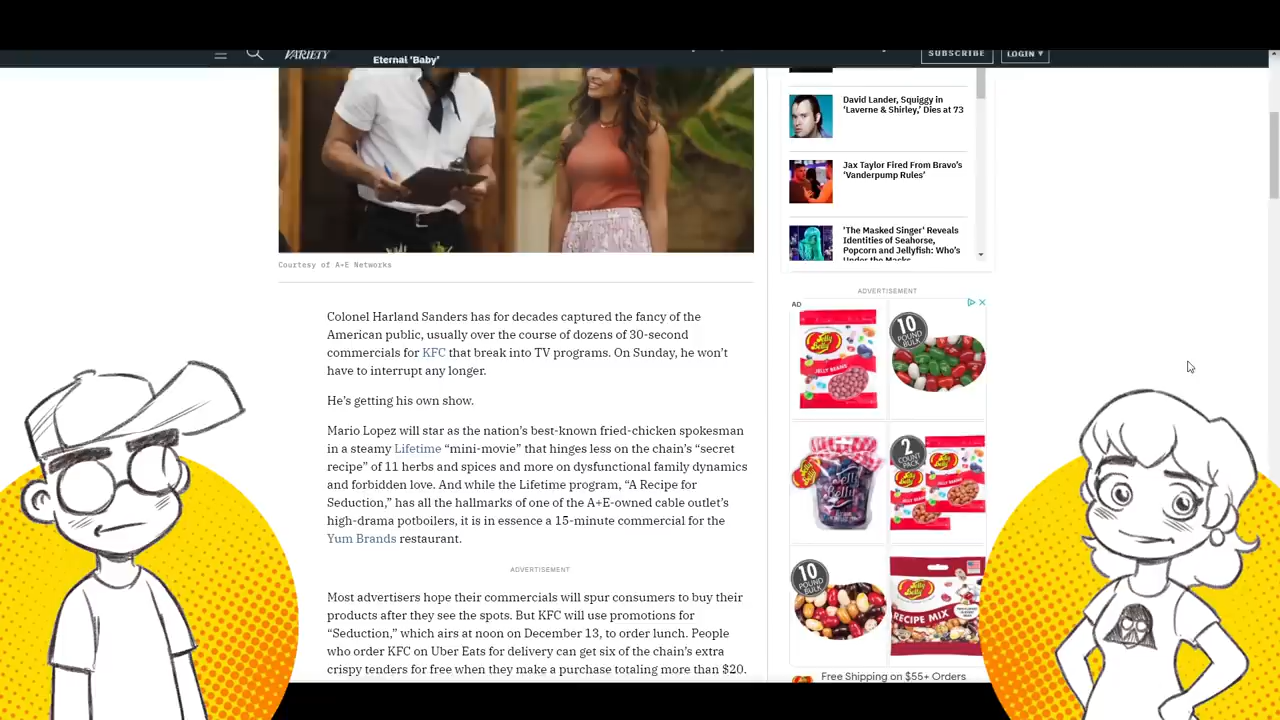 VARIETY
Eternal 'Baby'
SUBSCRIBE
LOGIN
Courtesy of A+E Networks
Colonel Harland Sanders has for decades captured the fancy of the
American public, usually over the course of dozens of 30-second
commercials for KFC that break into TV programs. On Sunday, he won't
have to interrupt any longer.
He's getting his own show.
Mario Lopez will star as the nation's best-known fried-chicken spokesman
in a steamy Lifetime “mini-movie” that hinges less on the chain's “secret
recipe” of 11 herbs and spices and more on dysfunctional family dynamics
and forbidden love. And while the Lifetime program, “A Recipe for
Seduction,” has all the hallmarks of one of the A+E-owned cable outlet's
high-drama potboilers, it is in essence a 15-minute commercial for the
Yum Brands restaurant.
ADVERTISEMENT
Most advertisers hope their commercials will spur consumers to buy their
products after they see the spots. But KFC will use promotions for
“Seduction,” which airs at noon on December 13, to order lunch. People
who order KFC on Uber Eats for delivery can get six of the chain's extra
crispy tenders for free when they make a purchase totaling more than $20.
David Lander, Squiggy in
'Laverne & Shirley,' Dies at 73
Jax Taylor Fired From Bravo's
'Vanderpump Rules'
'The Masked Singer' Reveals
Identities of Seahorse,
Popcorn and Jellyfish: Who's
Under the Masks
ADVERTISEMENT
AD
Jelly Belly
JELLY BEANS
10
POUND
BULK
Jelly Belly
2
COUNT
PACK
Jelly Belly
10
POUND
BULK
Jelly Belly
RECIPE MIX
Free Shipping on $55+ Orders